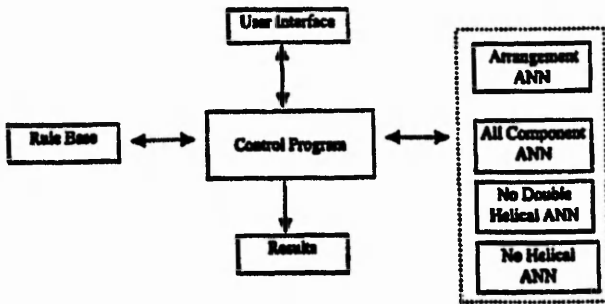 User Interface
Arrangement
ANN
Rule Base
Control Program
All Component
ANN
No Double
Helical ANN
Results
No Helical
ANN